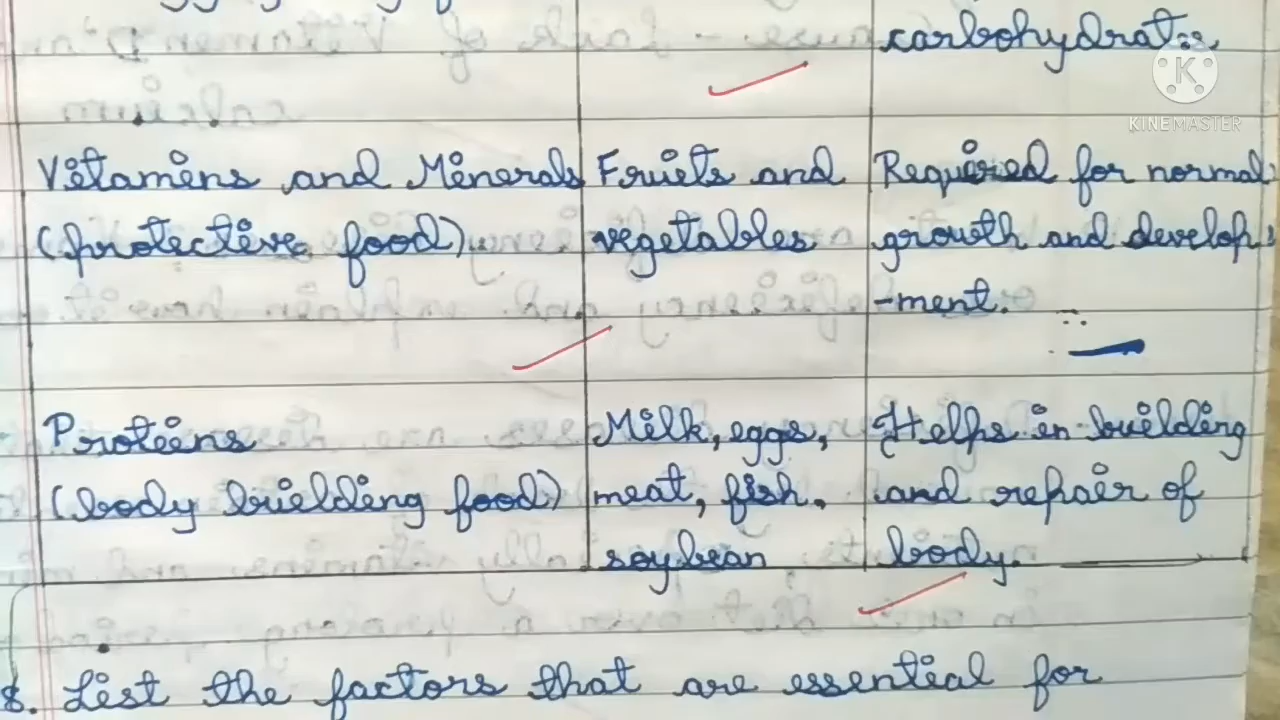 carbohydrate
KINEMASTER
Vitamins and Minerals Fruits and Required for normal
(protective food) vegetables growth and develop
-ment.
Proteins Milk, eggs, Helps in building
(body building food) meat, fish, and repair of
soybean body.
8. List the factors that are essential for